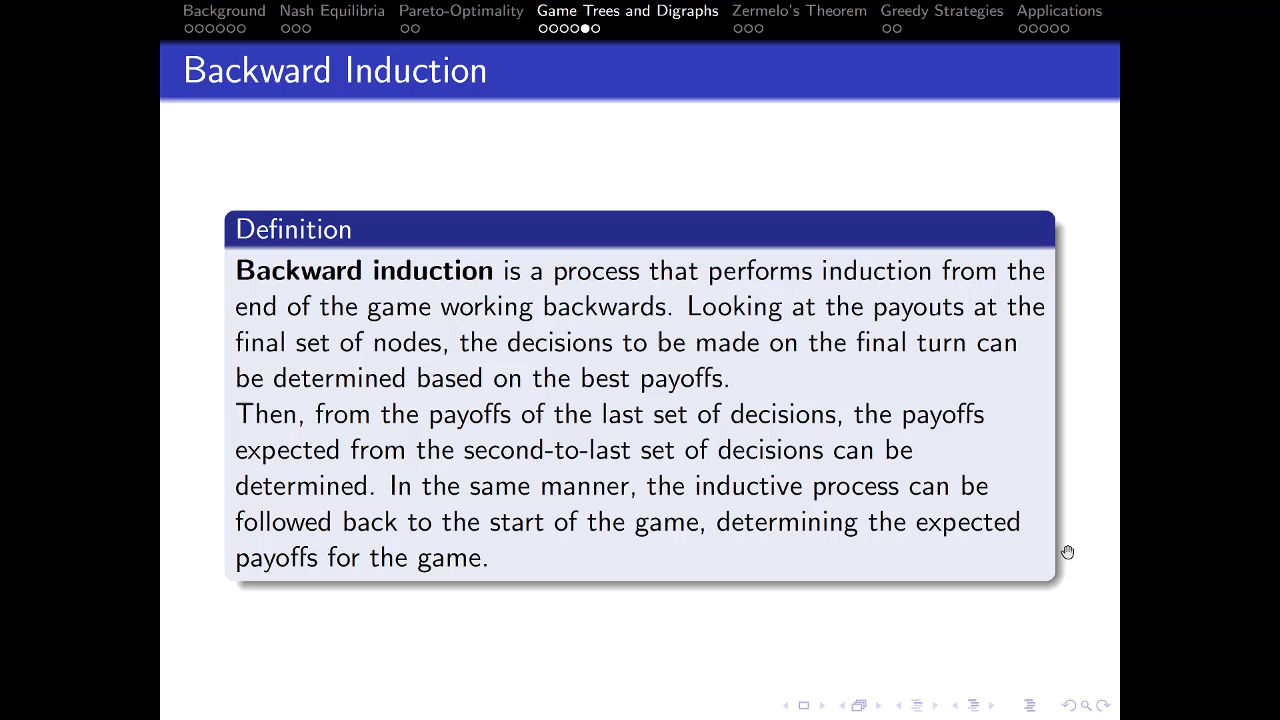 Background Nash Equilibria Pareto-Optimality Game Trees and Digraphs Zermelo's Theorem Greedy Strategies Applications
Backward Induction
Definition
Backward induction is a process that performs induction from the
end of the game working backwards. Looking at the payouts at the
final set of nodes, the decisions to be made on the final turn can
be determined based on the best payoffs.
Then, from the payoffs of the last set of decisions, the payoffs
expected from the second-to-last set of decisions can be
determined. In the same manner, the inductive process can be
followed back to the start of the game, determining the expected
payoffs for the game.